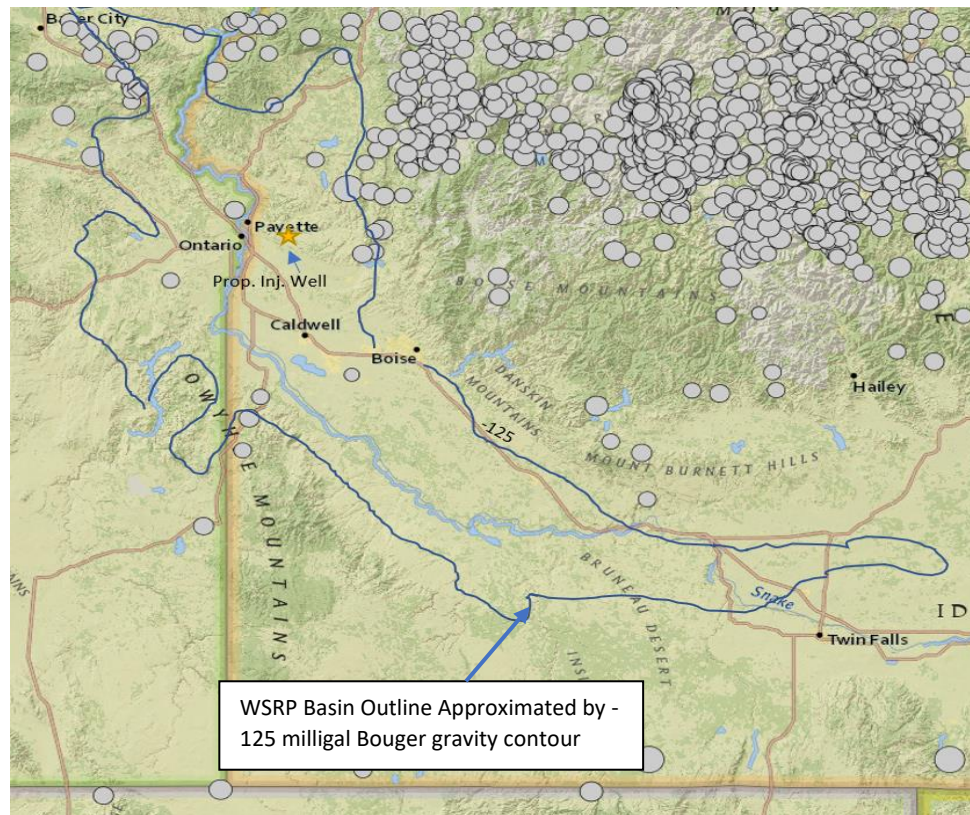 Baker City
Payette
Ontario
Prop. Inj. Well
Caldwell
Boise
BOISE MOUNTAINS
DANSKIN
MOUNTAINS
-125
Hailey
MOUNT BURNETT HILLS
OWYHEE MOUNTAINS
BRUNEAU DESERT
Snake
ID
Twin Falls
AINS
WSRP Basin Outline Approximated by -
125 milligal Bouger gravity contour